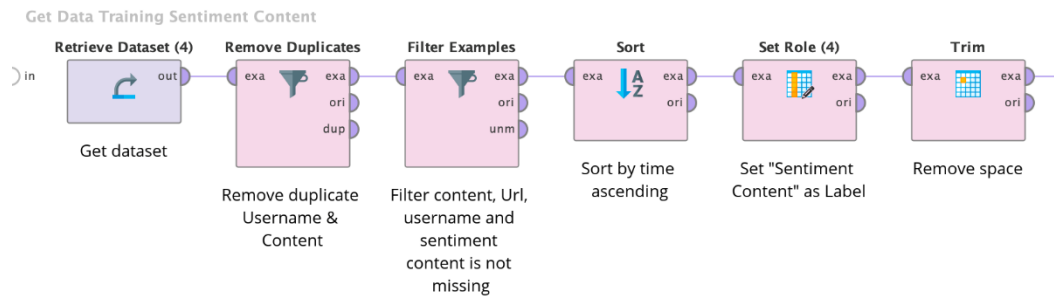 Get Data Training Sentiment Content
Retrieve Dataset (4)
Remove Duplicates
Filter Examples
Sort
Set Role (4)
Trim
in
out
exa
exa
ori
dup
exa
exa
ori
unm
exa
exa
ori
exa
exa
ori
exa
exa
ori
A
Z
Get dataset
Remove duplicate
Username &
Content
Filter content, Url,
username and
sentiment
content is not
missing
Sort by time
ascending
Set "Sentiment
Content" as Label
Remove space